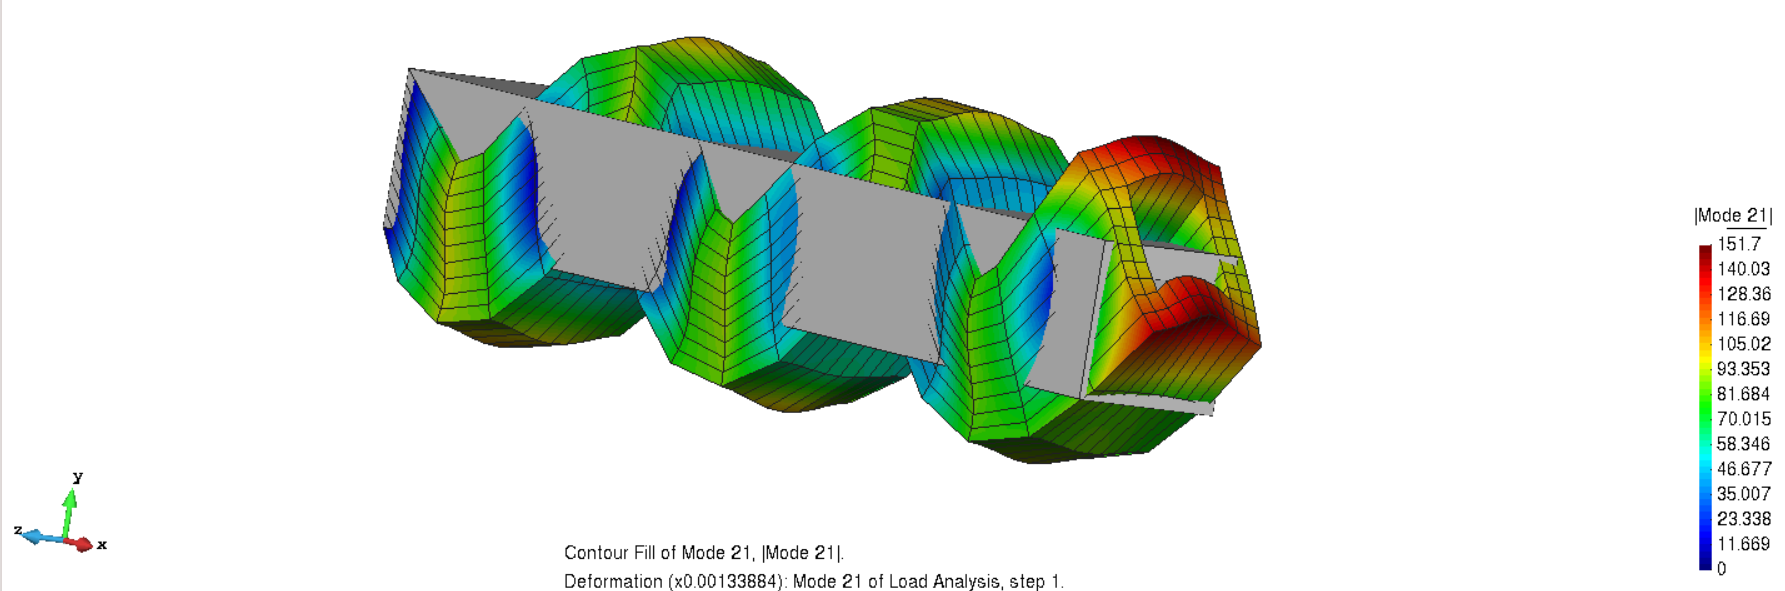 |Mode 21|
151.7
140.03
128.36
116.69
105.02
93.353
81.684
70.015
58.346
46.677
35.007
23.338
11.669
0
y
z
x
Contour Fill of Mode 21, |Mode 21|.
Deformation (x0.00133884): Mode 21 of Load Analysis, step 1.